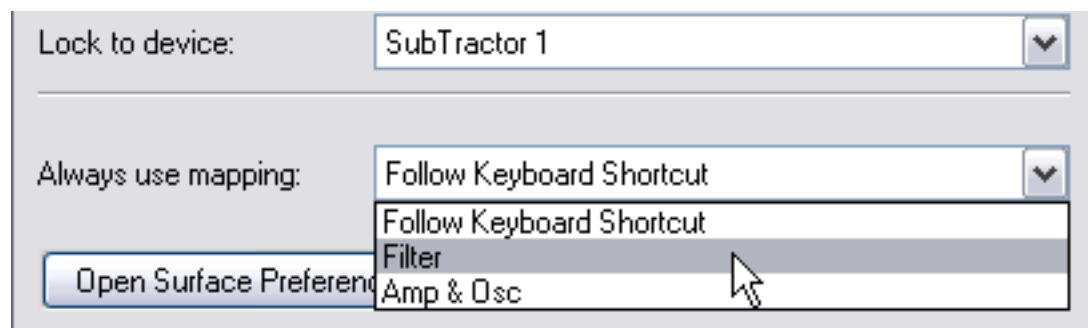 Lock to device: SubTractor 1
Always use mapping: Follow Keyboard Shortcut
Follow Keyboard Shortcut
Filter
Open Surface Preferenc
Amp & Osc